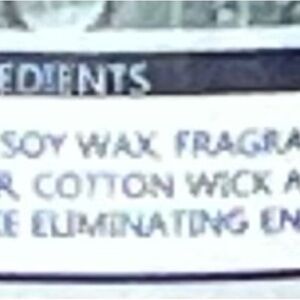 EDIENTS
SOY WAX, FRAGRA
R, COTTON WICK A
E ELIMINATING EN